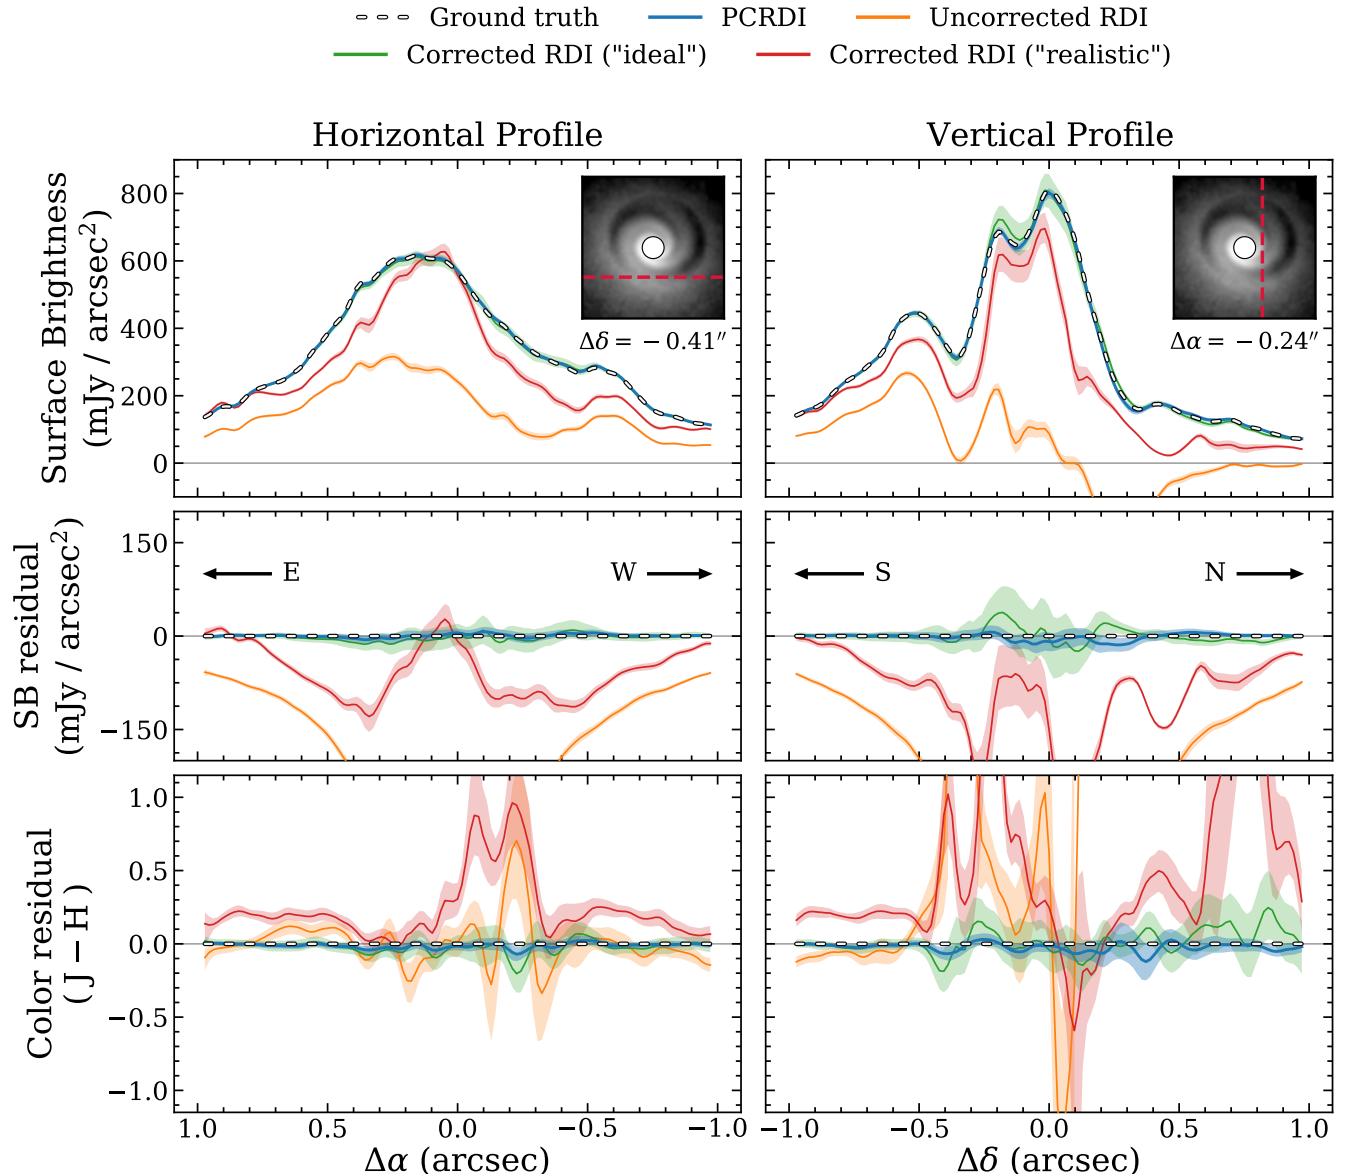 Ground truth
PCRDI
Uncorrected RDI
Corrected RDI ("ideal")
Corrected RDI ("realistic")
Horizontal Profile
Vertical Profile
Surface Brightness
(mJy / arcsec²)
800
600
400
200
0
Δδ = −0.41″
Δα = −0.24″
SB residual
(mJy / arcsec²)
150
0
−150
E
W
S
N
Color residual
( J − H )
1.0
0.5
0.0
−0.5
−1.0
1.0 0.5 0.0 −0.5 −1.0
−1.0 −0.5 0.0 0.5 1.0
Δα (arcsec)
Δδ (arcsec)